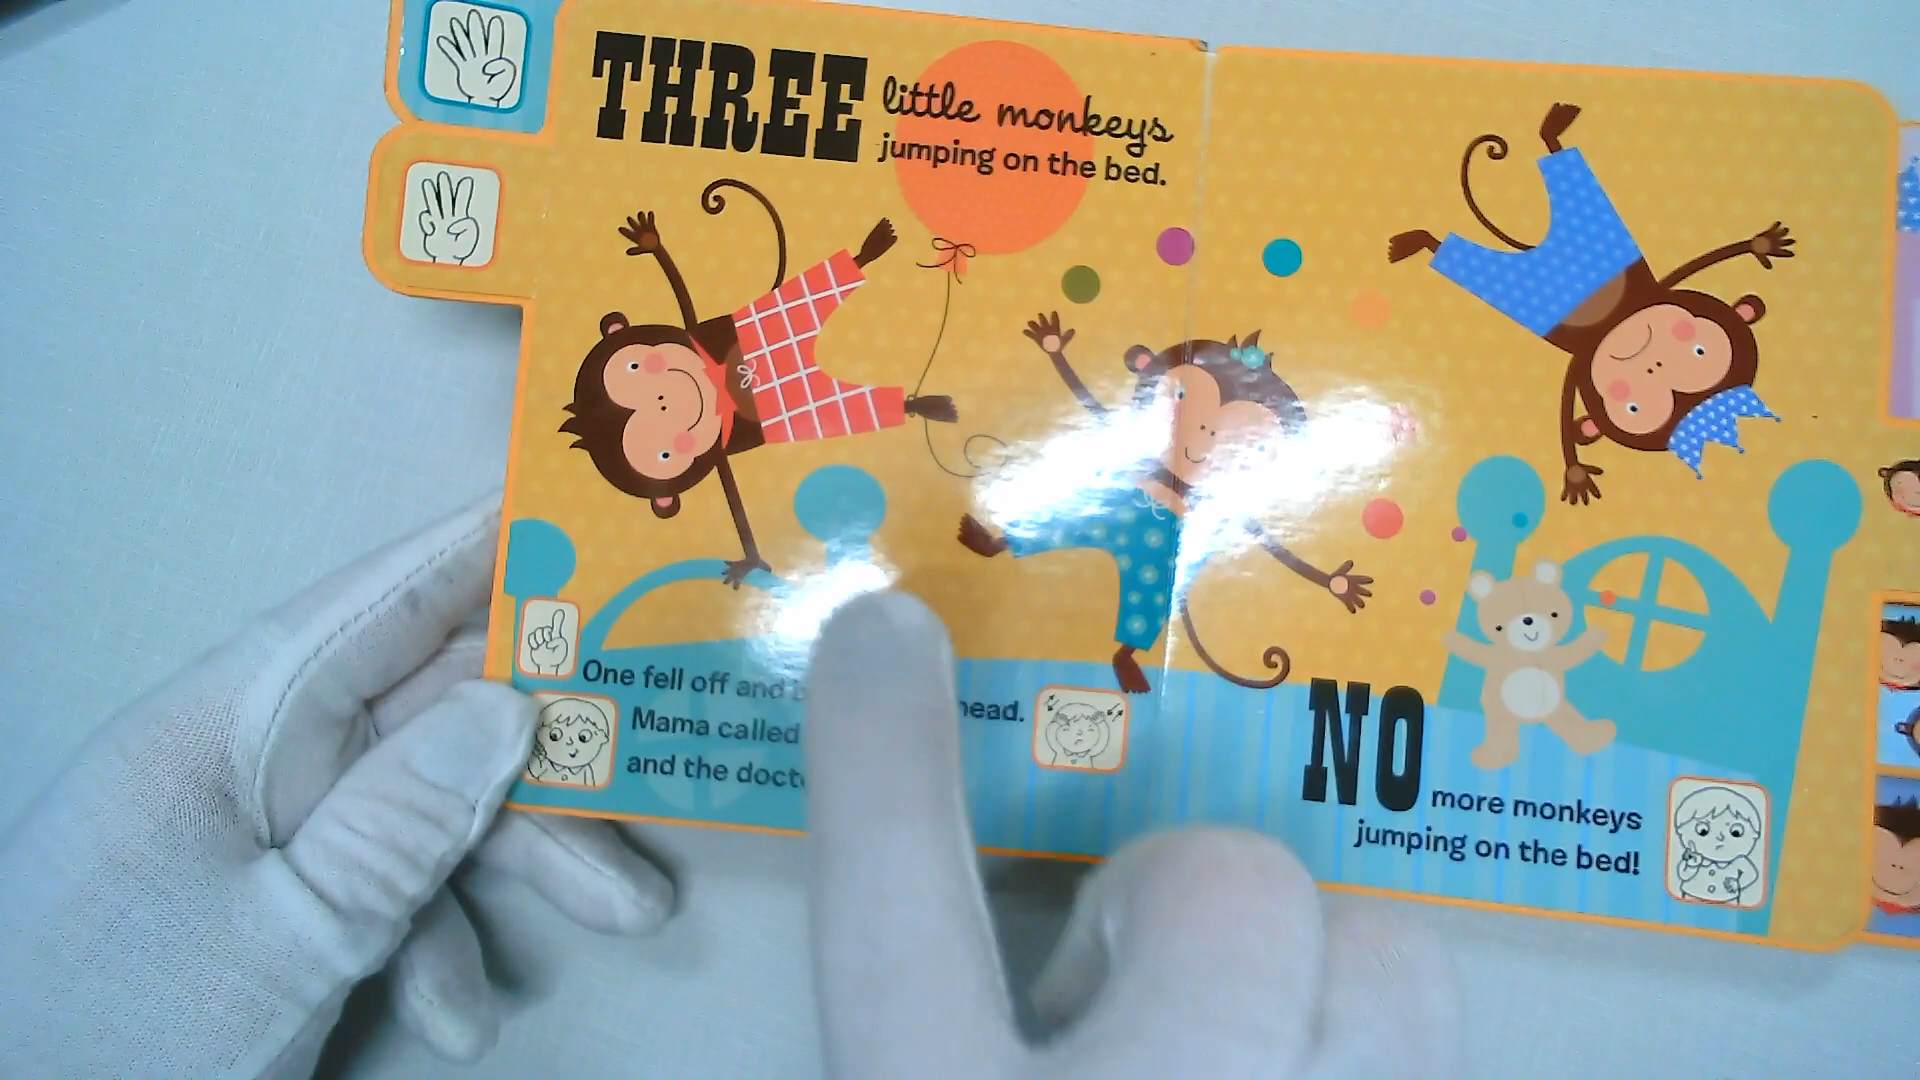 THREE little monkeys
jumping on the bed.
One fell off and head.
Mama called
and the
NO more monkeys
jumping on the bed!